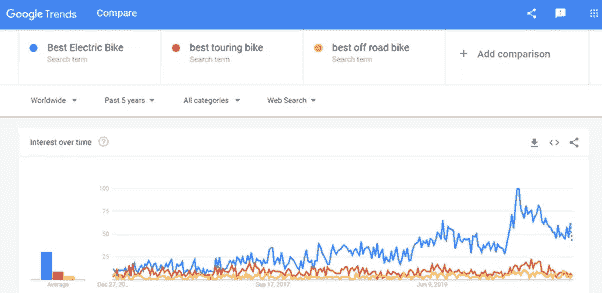 Google Trends Compare
Best Electric Bike
Search term
best touring bike
Search term
best off road bike
Search term
+ Add comparison
Worldwide Past 5 years All categories Web Search
Interest over time
100
75
50
25
Average
Dec 27, 20...
Sep 17, 2017
Jun 9, 2019